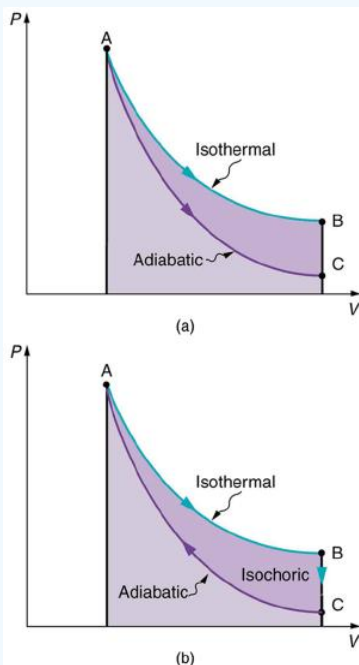 P
A
Isothermal
B
Adiabatic
C
V
(a)
P
A
Isothermal
B
Isochoric
Adiabatic
C
V
(b)